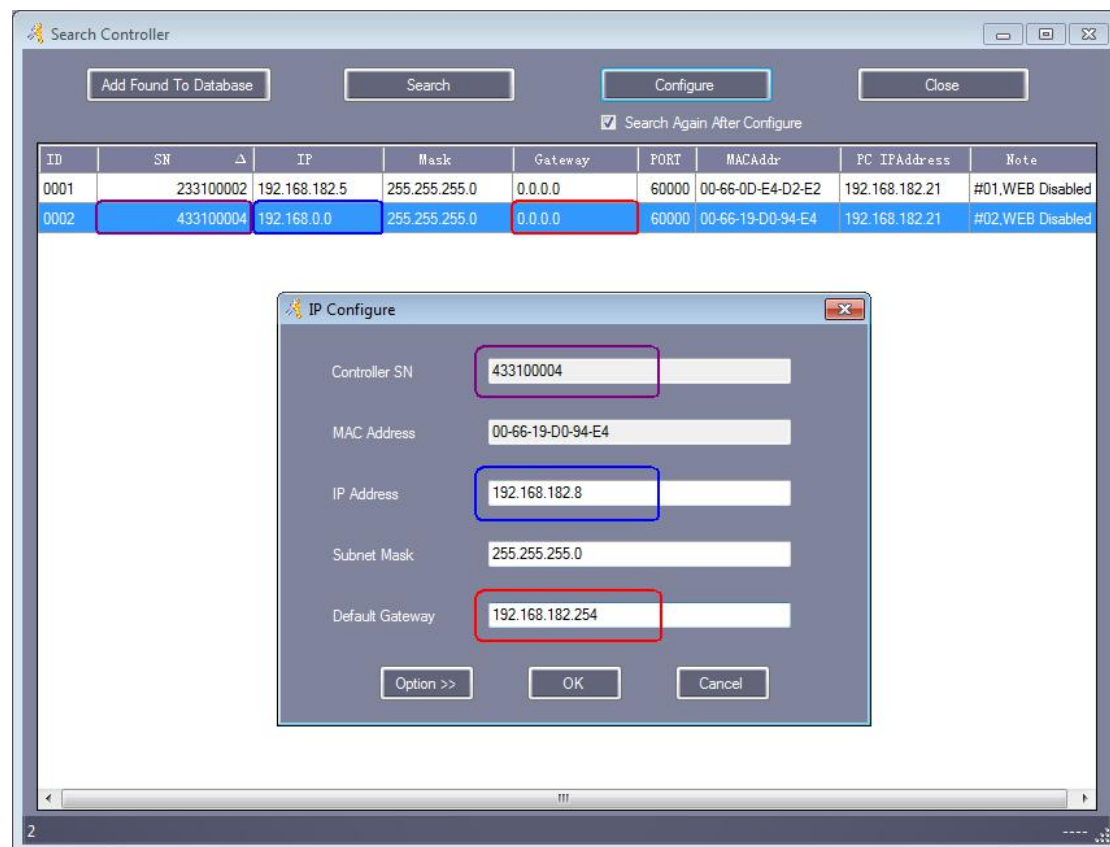 Search Controller
Add Found To Database Search Configure Close
Search Again After Configure
ID SN IP Mask Gateway PORT MACAddr PC IPAddress Note
0001 233100002 192.168.182.5 255.255.255.0 0.0.0.0 60000 00-66-0D-E4-D2-E2 192.168.182.21 #01,WEB Disabled
0002 433100004 192.168.0.0 255.255.255.0 0.0.0.0 60000 00-66-19-D0-94-E4 192.168.182.21 #02,WEB Disabled
IP Configure
Controller SN 433100004
MAC Address 00-66-19-D0-94-E4
IP Address 192.168.182.8
Subnet Mask 255.255.255.0
Default Gateway 192.168.182.254
Option >> OK Cancel
2 ----